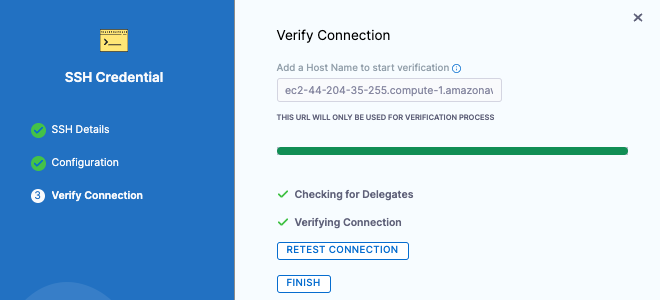 SSH Credential
SSH Details
Configuration
3 Verify Connection
Verify Connection
Add a Host Name to start verification
ec2-44-204-35-255.compute-1.amazonav
THIS URL WILL ONLY BE USED FOR VERIFICATION PROCESS
Checking for Delegates
Verifying Connection
RETEST CONNECTION
FINISH